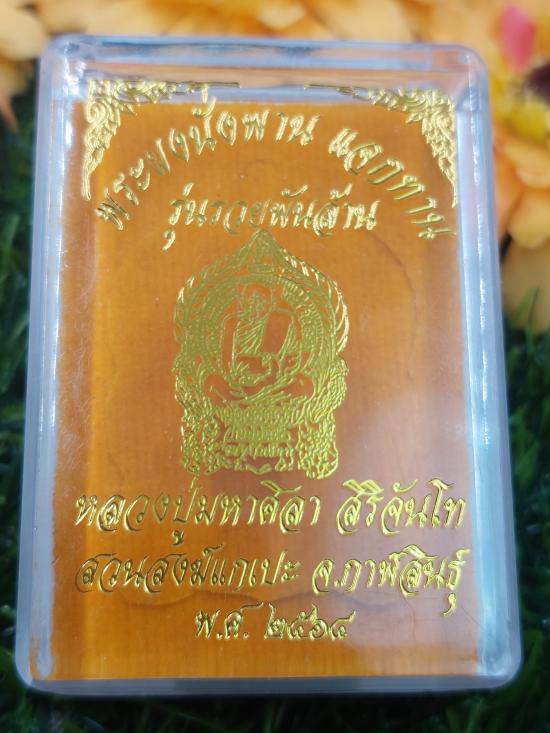 พระผงนั่งพาน แจกทาน
รุ่นรวยพันล้าน
หลวงปู่มหาศิลา สิริจันโท
สวนสงฆ์แกเปะ จ.กาฬสินธุ์
พ.ศ. ๒๕๖๔